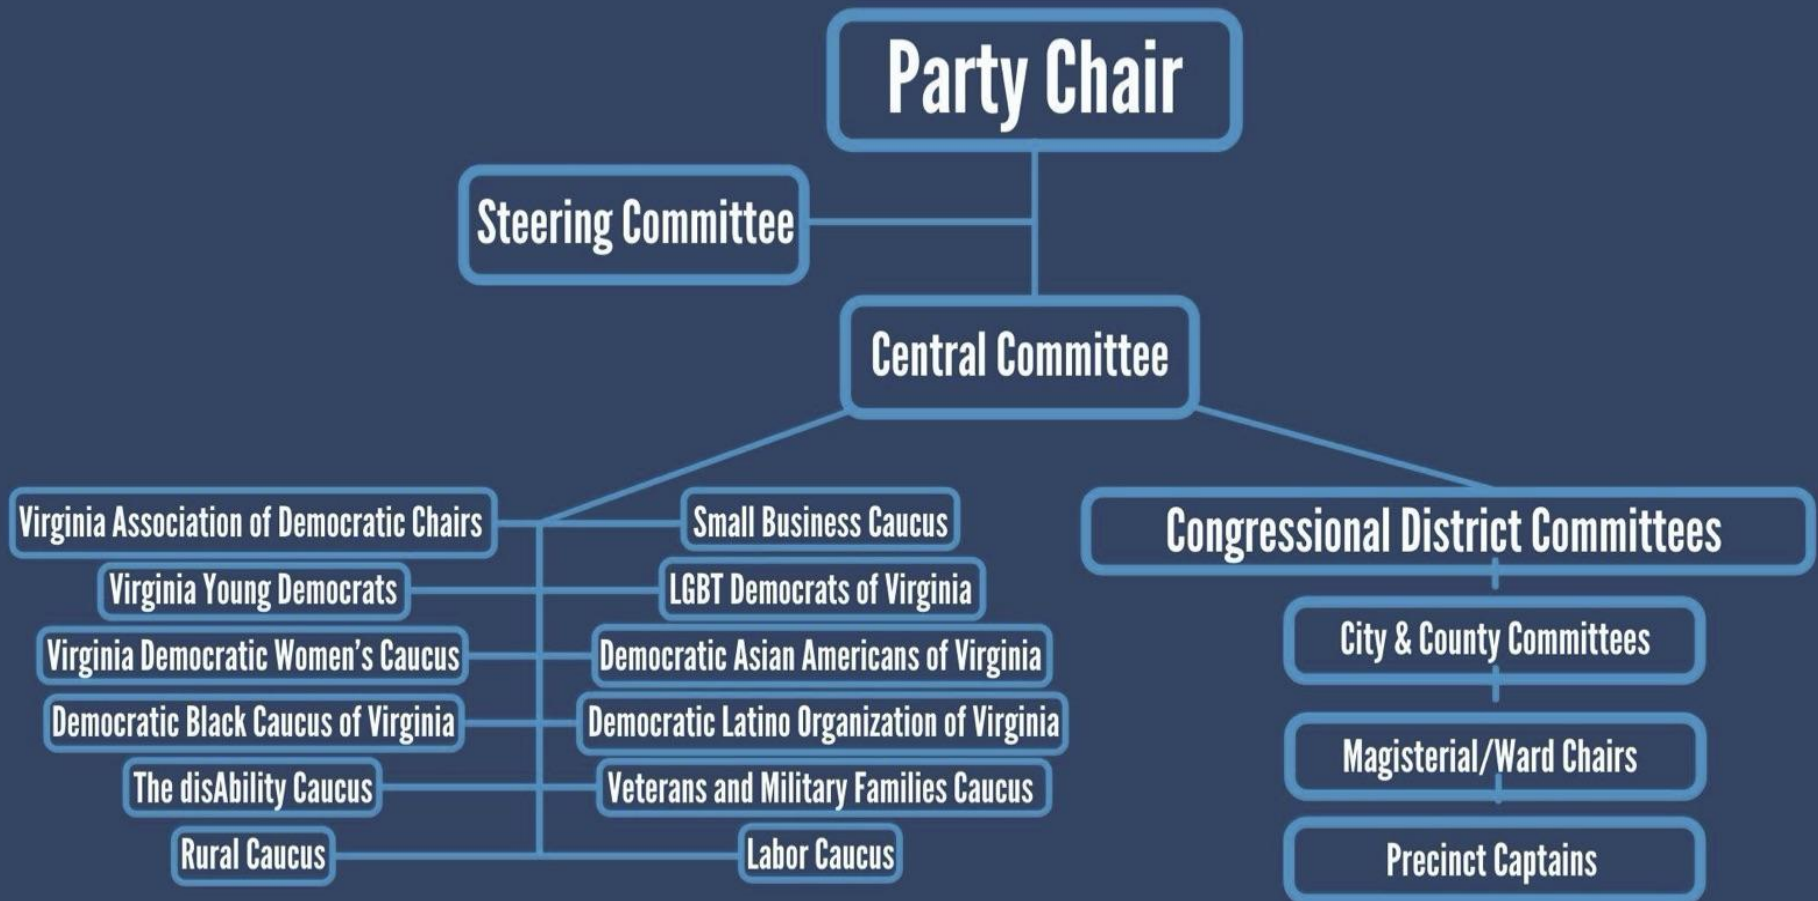 Party Chair
Steering Committee
Central Committee
Virginia Association of Democratic Chairs
Small Business Caucus
Virginia Young Democrats
LGBT Democrats of Virginia
Virginia Democratic Women's Caucus
Democratic Asian Americans of Virginia
Democratic Black Caucus of Virginia
Democratic Latino Organization of Virginia
The disAbility Caucus
Veterans and Military Families Caucus
Rural Caucus
Labor Caucus
Congressional District Committees
City & County Committees
Magisterial/Ward Chairs
Precinct Captains